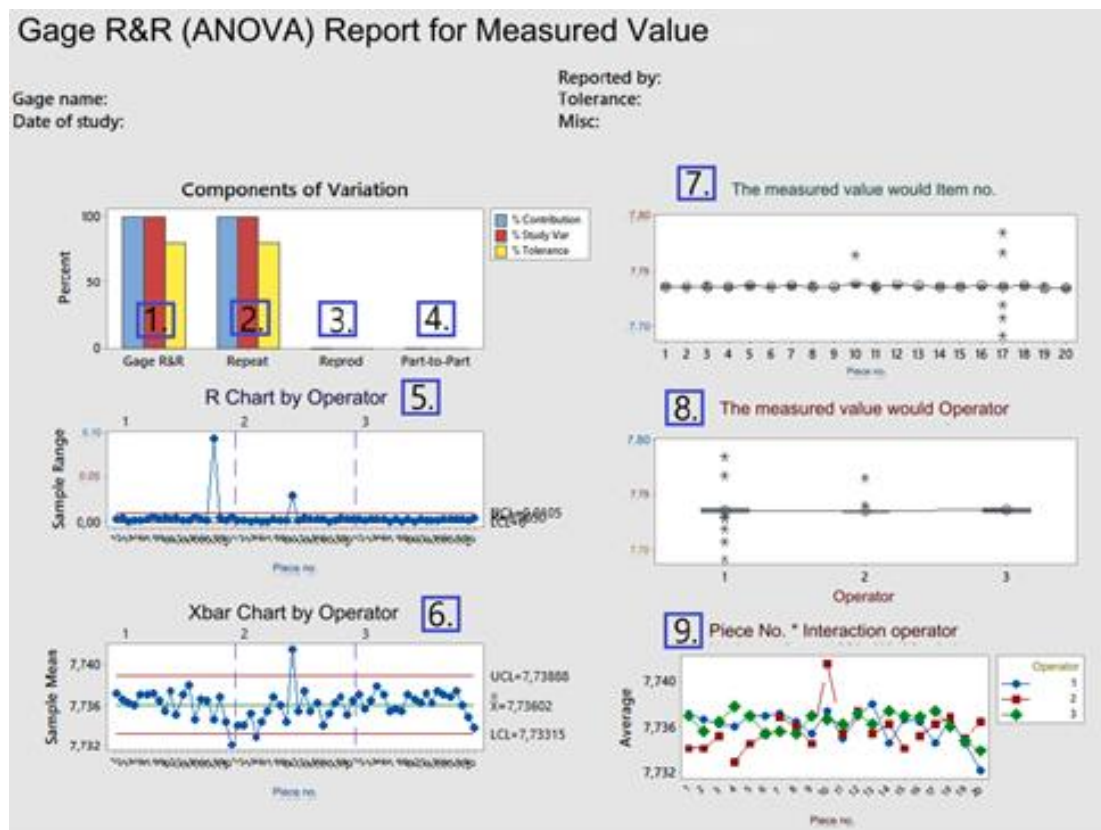 Gage R&R (ANOVA) Report for Measured Value
Gage name:
Date of study:
Reported by:
Tolerance:
Misc:
Components of Variation
100
50
0
Percent
% Contribution
% Study Var
% Tolerance
1.
2.
3.
4.
Gage R&R Repeat Reprod Part-to-Part
R Chart by Operator 5.
1 2 3
0.10
0.05
0,00
Sample Range
Piece no.
Xbar Chart by Operator 6.
1 2 3
7,740
7,736
7,732
Sample Mean
UCL=7,73888
X=7,73602
LCL=7,73315
Piece no.
7. The measured value would Item no.
7,80
7,70
1 2 3 4 5 6 7 8 9 10 11 12 13 14 15 16 17 18 19 20
Piece no.
8. The measured value would Operator
7,80
1 2 3
Operator
9. Piece No. * Interaction operator
7,740
7,736
7,732
Average
Operator
1
2
3
Piece no.